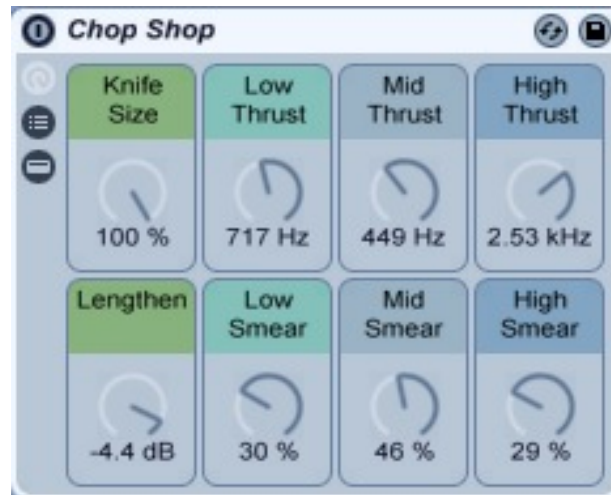 Chop Shop
Knife Low Mid High
Size Thrust Thrust Thrust
100 % 717 Hz 449 Hz 2.53 kHz
Lengthen Low Mid High
Smear Smear Smear
-4.4 dB 30 % 46 % 29 %